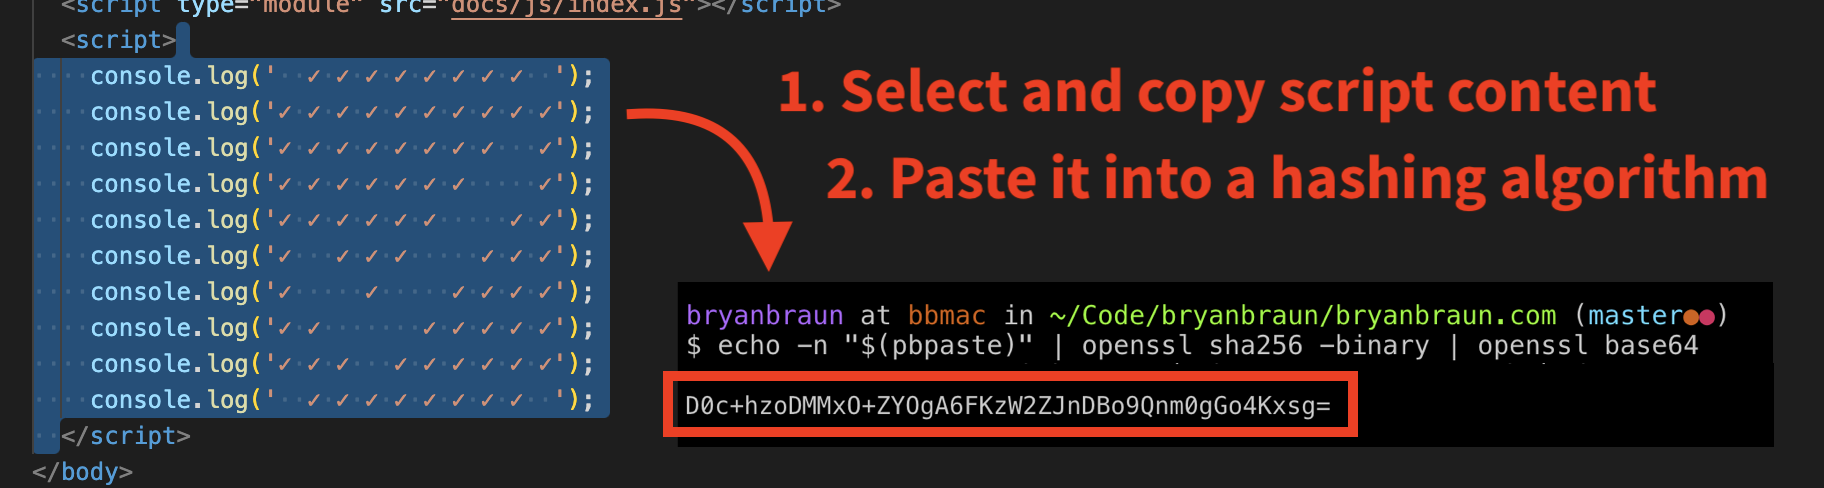 <script type="module" src="docs/js/index.js"></script>
<script>
console.log('  ✓ ✓ ✓ ✓ ✓ ✓ ✓ ✓  ');
console.log('✓ ✓ ✓ ✓ ✓ ✓ ✓ ✓ ✓ ✓');
console.log('✓ ✓ ✓ ✓ ✓ ✓ ✓ ✓   ✓');
console.log('✓ ✓ ✓ ✓ ✓ ✓ ✓     ✓');
console.log('✓ ✓ ✓ ✓ ✓ ✓     ✓ ✓');
console.log('✓   ✓ ✓ ✓     ✓ ✓ ✓');
console.log('✓     ✓     ✓ ✓ ✓ ✓');
console.log('✓ ✓       ✓ ✓ ✓ ✓ ✓');
console.log('✓ ✓ ✓   ✓ ✓ ✓ ✓ ✓ ✓');
console.log('  ✓ ✓ ✓ ✓ ✓ ✓ ✓ ✓  ');
</script>
</body>
1. Select and copy script content
2. Paste it into a hashing algorithm
bryanbraun at bbmac in ~/Code/bryanbraun/bryanbraun.com (master●●)
$ echo -n "$(pbpaste)" | openssl sha256 -binary | openssl base64
D0c+hzoDMMxO+ZYOgA6FKzW2ZJnDBo9Qnm0gGo4Kxsg=